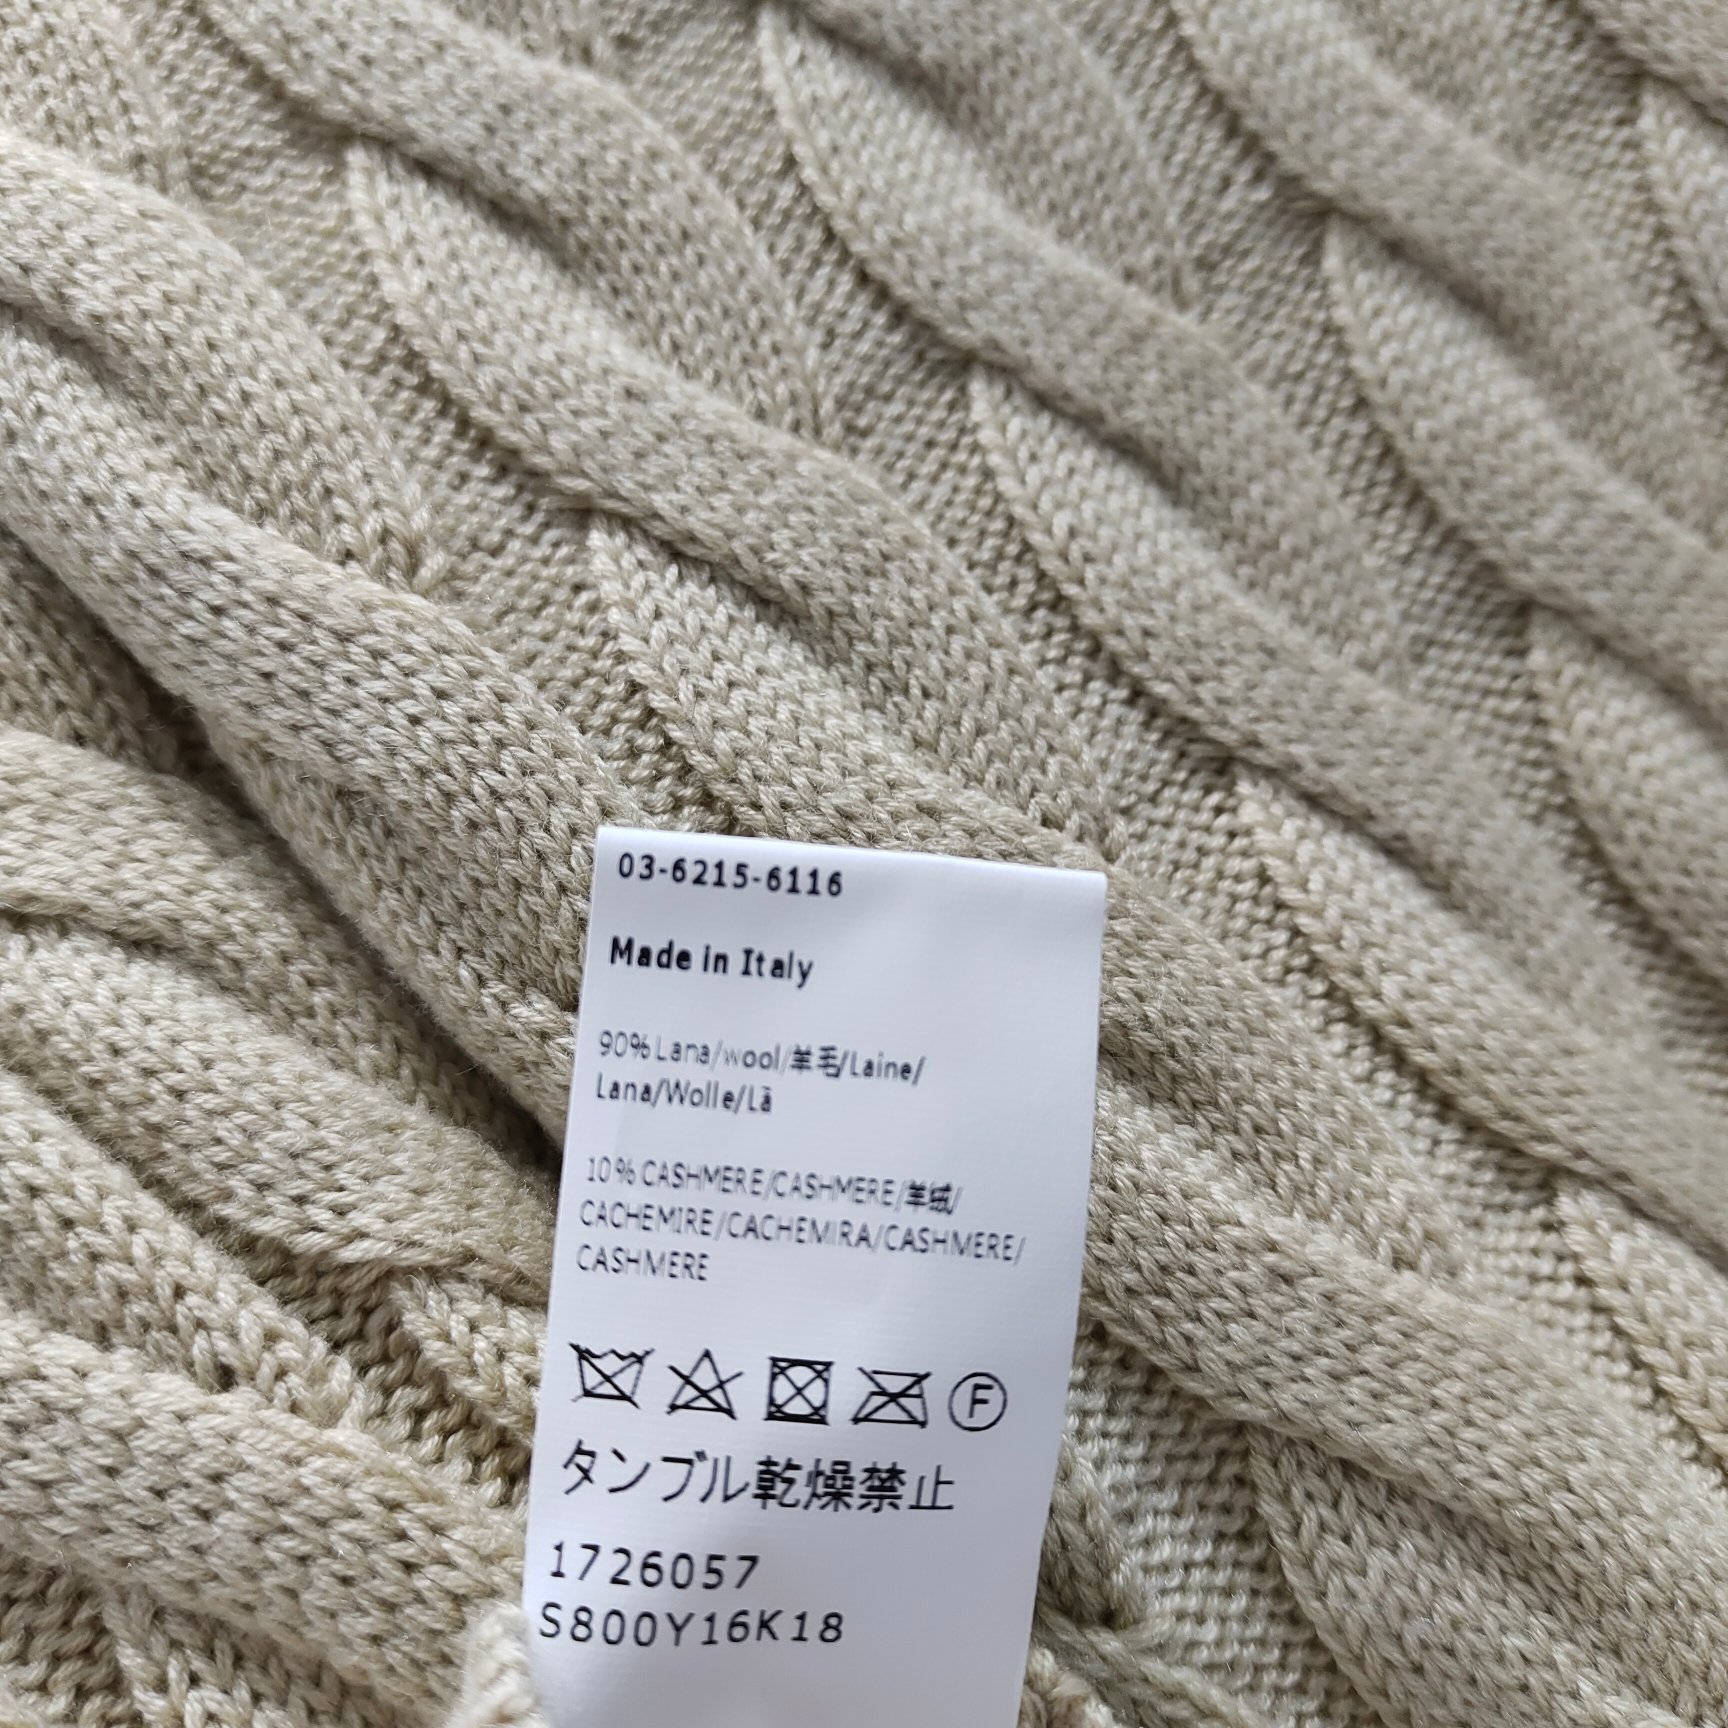 03-6215-6116
Made in Italy
90% Lana/wool/羊毛/Laine/
Lana/Wolle/Lã
10% CASHMERE/CASHMERE/羊绒/
CACHEMIRE/CACHEMIRA/CASHMERE/
CASHMERE
F
タンブル乾燥禁止
1726057
S800Y16K18